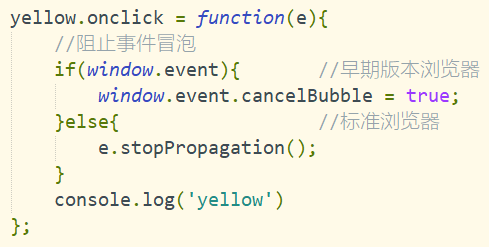 yellow.onclick = function(e){
    //阻止事件冒泡
    if(window.event){       //早期版本浏览器
        window.event.cancelBubble = true;
    }else{                  //标准浏览器
        e.stopPropagation();
    }
    console.log('yellow')
};